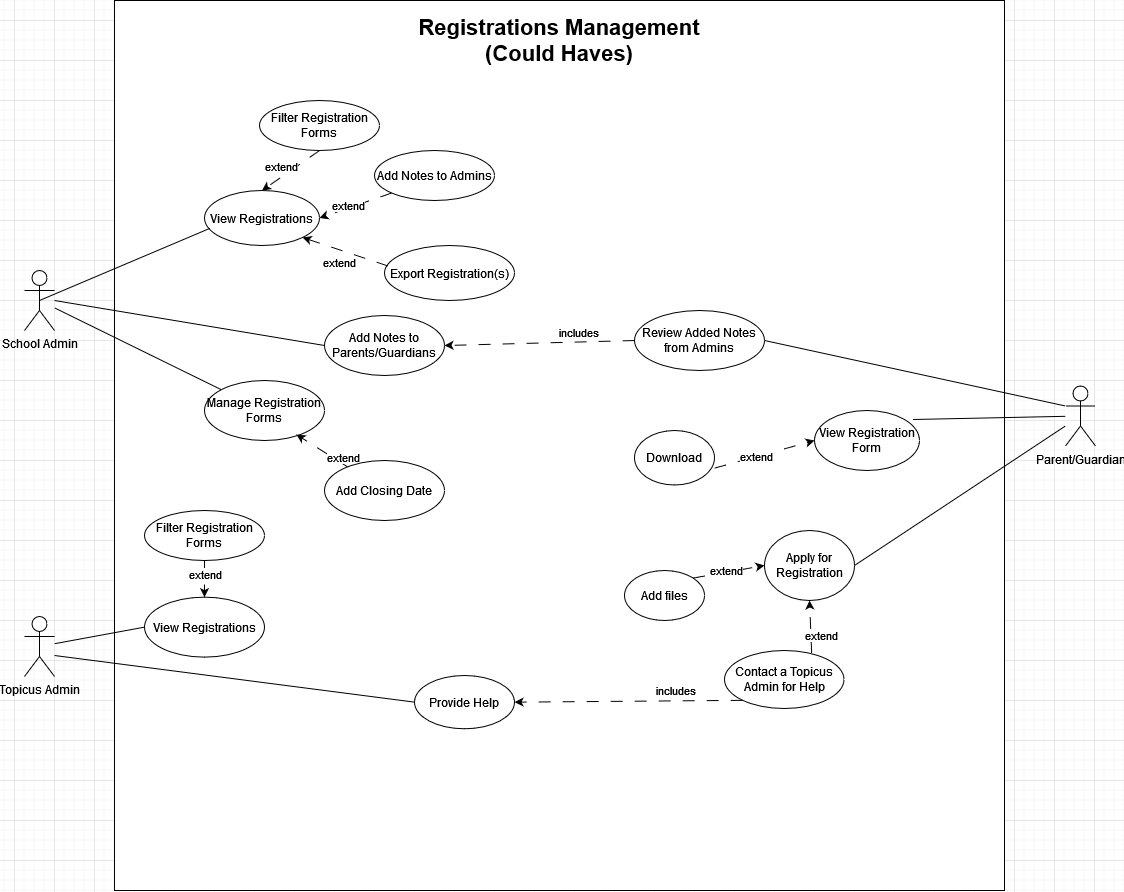 Registrations Management
(Could Haves)
Filter Registration
Forms
extend
Add Notes to Admins
extend
View Registrations
extend
Export Registration(s)
School Admin
Add Notes to
Parents/Guardians
includes
Review Added Notes
from Admins
Manage Registration
Forms
extend
Add Closing Date
Parent/Guardian
View Registration
Form
extend
Download
Filter Registration
Forms
extend
View Registrations
Topicus Admin
Apply for
Registration
extend
Add files
extend
Contact a Topicus
Admin for Help
includes
Provide Help